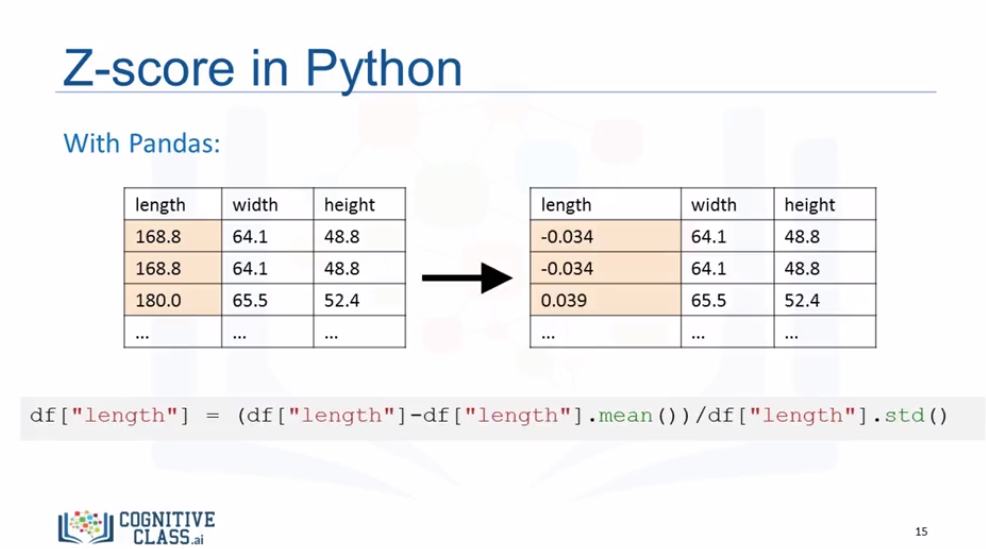 Z-score in Python
With Pandas:
length width height
168.8 64.1 48.8
168.8 64.1 48.8
180.0 65.5 52.4
... ... ...
length width height
-0.034 64.1 48.8
-0.034 64.1 48.8
0.039 65.5 52.4
... ... ...
df["length"] = (df["length"]-df["length"].mean())/df["length"].std()
COGNITIVE
CLASS.ai
15